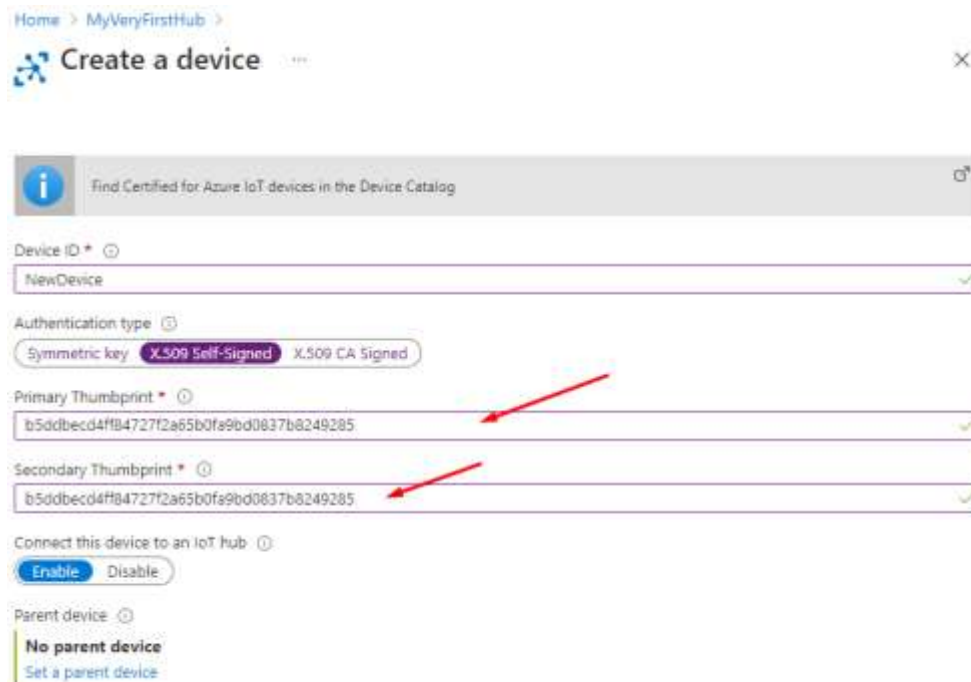 Home > MyVeryFirstHub >
Create a device ...
Find Certified for Azure IoT devices in the Device Catalog
Device ID *
NewDevice
Authentication type
Symmetric key X.509 Self-Signed X.509 CA Signed
Primary Thumbprint *
b5ddbecd4ff84727f2a65b0fa9bd0837b8249285
Secondary Thumbprint *
b5ddbecd4ff84727f2a65b0fa9bd0837b8249285
Connect this device to an IoT hub
Enable Disable
Parent device
No parent device
Set a parent device